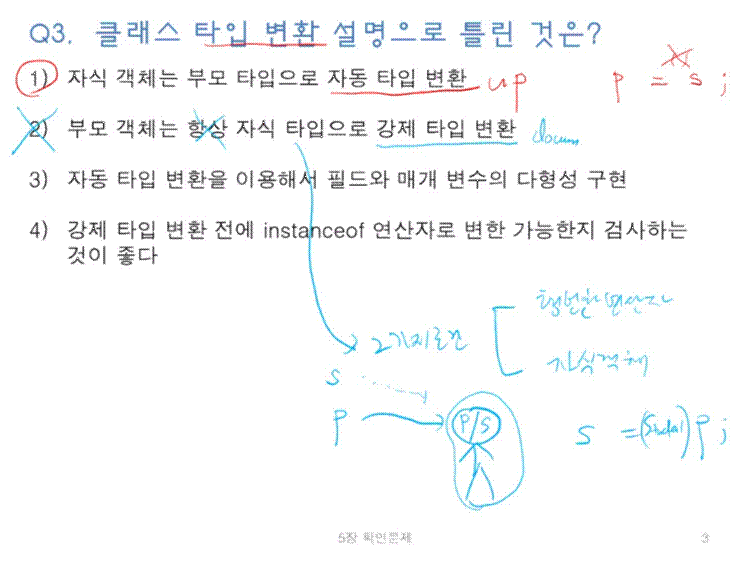 Q3. 클래스 타입 변환 설명으로 틀린 것은?
1) 자식 객체는 부모 타입으로 자동 타입 변환 up p = s ;
2) 부모 객체는 항상 자식 타입으로 강제 타입 변환 down
3) 자동 타입 변환을 이용해서 필드와 매개 변수의 다형성 구현
4) 강제 타입 변환 전에 instanceof 연산자로 변한 가능한지 검사하는
것이 좋다
형변환연산자
2가지조건
자식객체
s
p P/S s = ( ) p ;
5장 확인문제 3